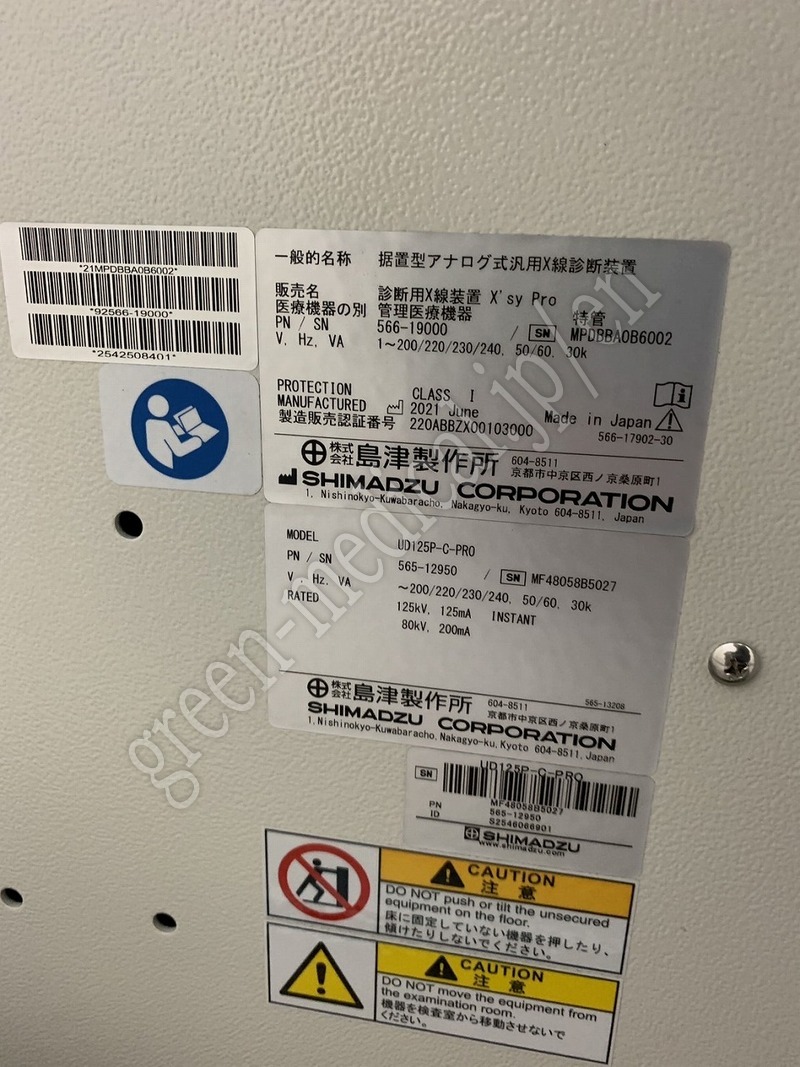 *21MPDBBA0B6002*
*92566-19000*
*2542508401*
一般的名称 据置型アナログ式汎用X線診断装置
販売名 診断用X線装置 X'sy Pro
医療機器の別 管理医療機器 特管
PN / SN 566-19000 / SN MPDBBA0B6002
V, Hz, VA 1～200/220/230/240, 50/60, 30k
PROTECTION CLASS I
MANUFACTURED 2021 June Made in Japan
製造販売認証番号 220ABBZX00103000 566-17902-30
株式会社 島津製作所 604-8511
京都市中京区西ノ京桑原町1
SHIMADZU CORPORATION
1, Nishinokyo-Kuwabaracho, Nakagyo-ku, Kyoto 604-8511, Japan
MODEL UD125P-C-PRO
PN / SN 565-12950 / SN MF48058B5027
V, Hz, VA ～200/220/230/240, 50/60, 30k
RATED 125kV, 125mA INSTANT
80kV, 200mA
株式会社 島津製作所 604-8511 565-13208
京都市中京区西ノ京桑原町1
SHIMADZU CORPORATION
1, Nishinokyo-Kuwabaracho, Nakagyo-ku, Kyoto 604-8511, Japan
UD125P-C-PRO
SN MF48058B5027
PN 565-12950
ID S2546066901
SHIMADZU
www.shimadzu.com
CAUTION
注 意
DO NOT push or tilt the unsecured
equipment on the floor.
床に固定していない機器を押したり、
傾けたりしないでください。
CAUTION
注 意
DO NOT move the equipment from
the examination room.
機器を検査室から移動させないで
ください。
green-medical.jp/en